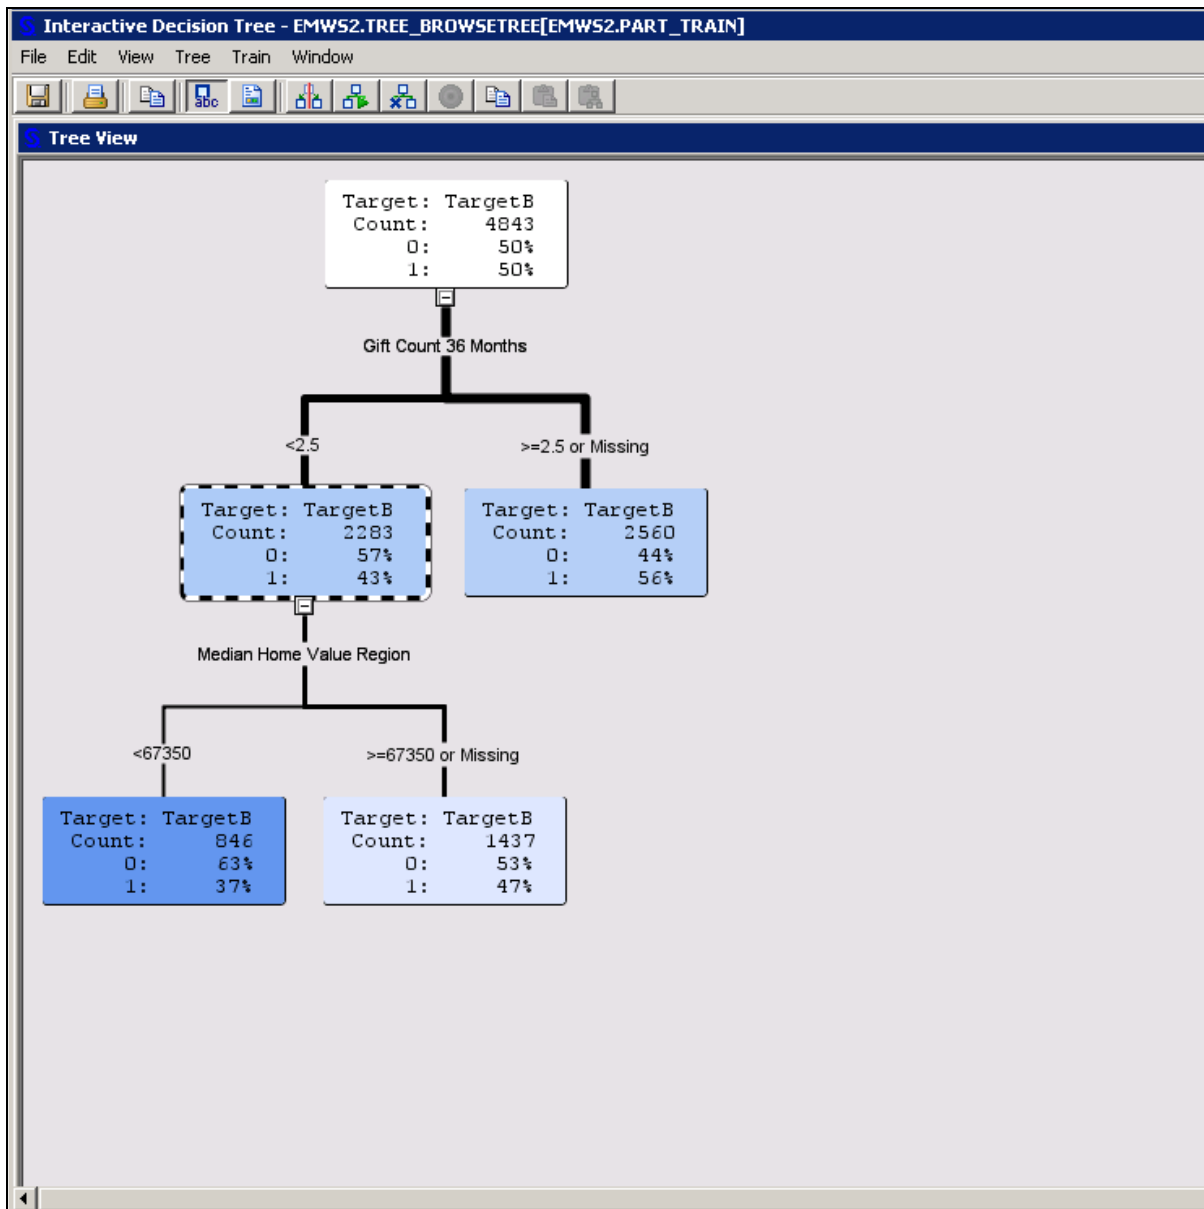 Interactive Decision Tree - EMWS2.TREE_BROWSETREE[EMWS2.PART_TRAIN]
File Edit View Tree Train Window
abc
Tree View
Target: TargetB
Count: 4843
0: 50%
1: 50%
Gift Count 36 Months
<2.5
>=2.5 or Missing
Target: TargetB
Count: 2283
0: 57%
1: 43%
Target: TargetB
Count: 2560
0: 44%
1: 56%
Median Home Value Region
<67350
>=67350 or Missing
Target: TargetB
Count: 846
0: 63%
1: 37%
Target: TargetB
Count: 1437
0: 53%
1: 47%